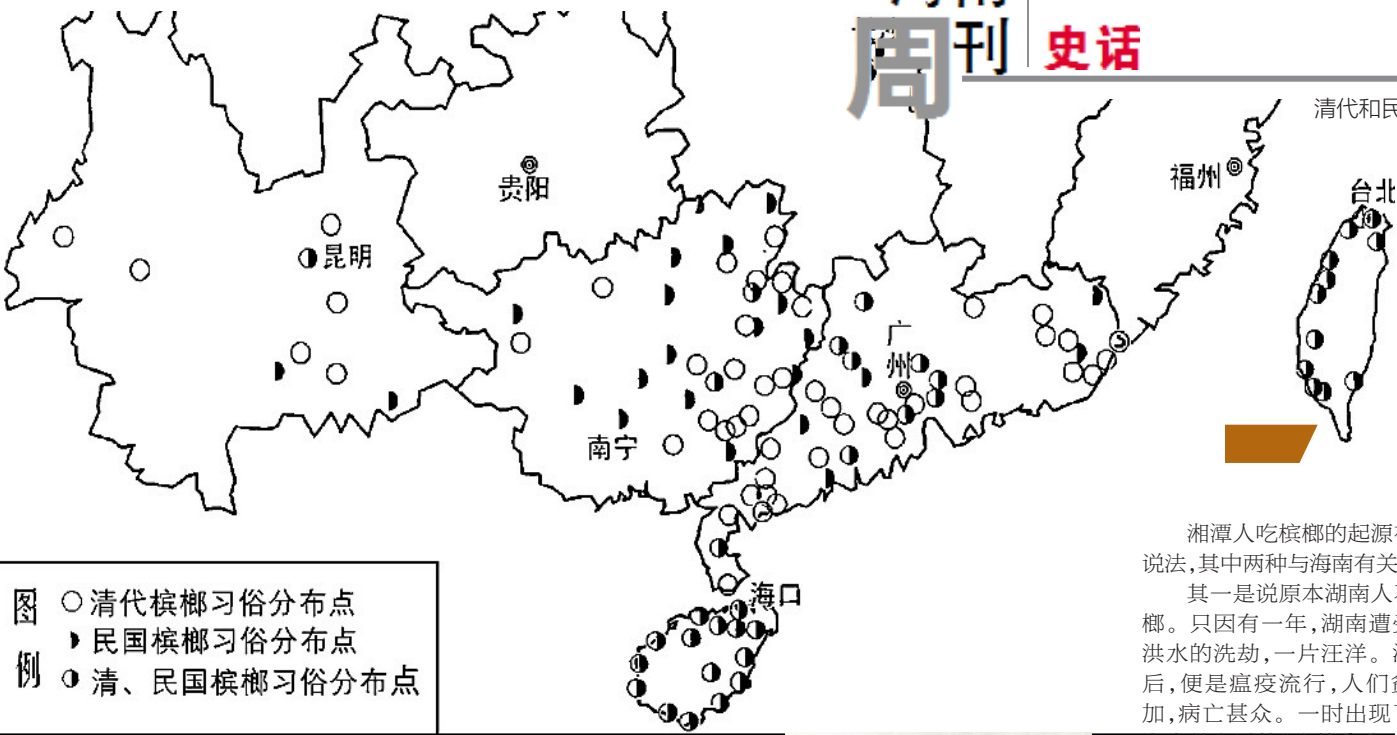 周刊
史话
清代和民
贵阳
福州
台北
昆明
广州
南宁
海口
图例
○清代槟榔习俗分布点
民国槟榔习俗分布点
清、民国槟榔习俗分布点
湘潭人吃槟榔的起源
说法,其中两种与海南有关
其一是说原本湖南人
榔。只因有一年,湖南遭
洪水的洗劫,一片汪洋。
后,便是瘟疫流行,人们
加,病亡甚众。一时出现